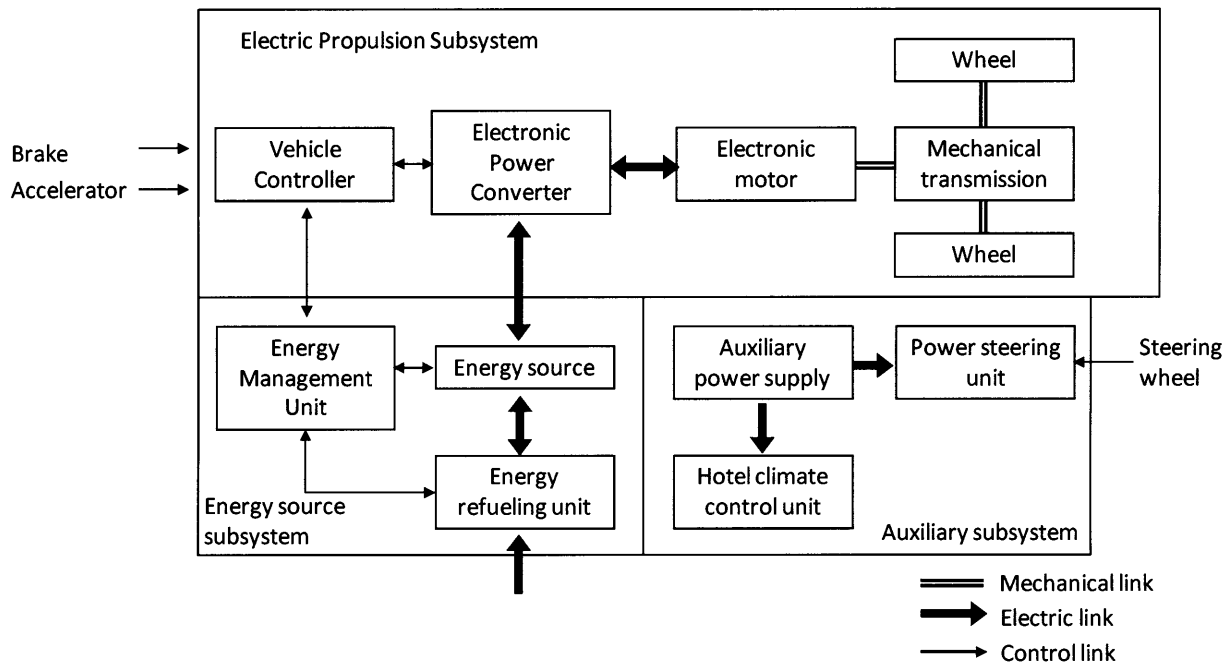 Electric Propulsion Subsystem
Wheel
Brake
Accelerator
Vehicle
Controller
Electronic
Power
Converter
Electronic
motor
Mechanical
transmission
Wheel
Energy
Management
Unit
Energy source
Auxiliary
power supply
Power steering
unit
Steering
wheel
Energy
refueling unit
Hotel climate
control unit
Energy source
subsystem
Auxiliary subsystem
Mechanical link
Electric link
Control link